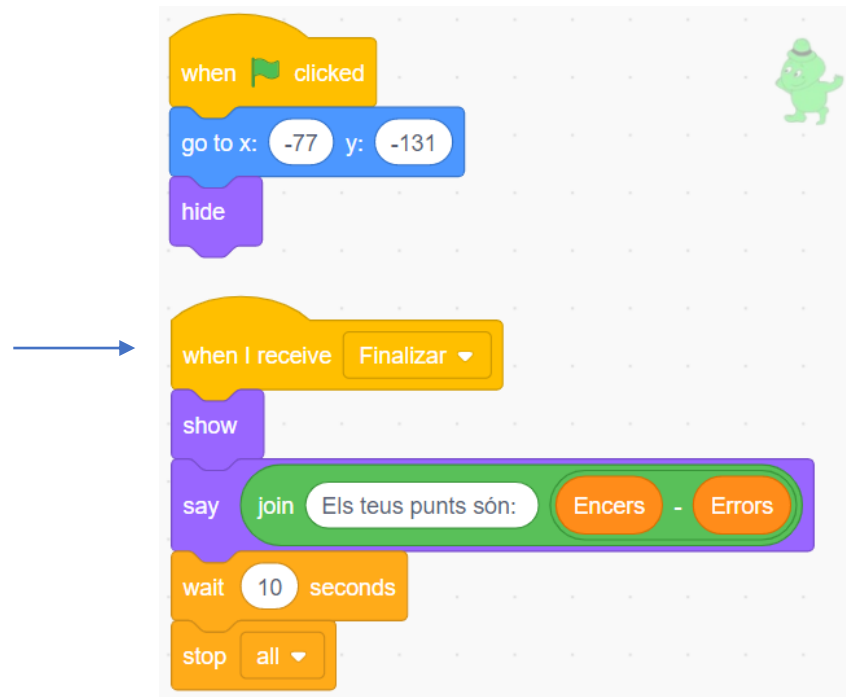 when clicked
go to x: -77 y: -131
hide
when I receive Finalizar
show
say join Els teus punts són: Encers - Errors
wait 10 seconds
stop all